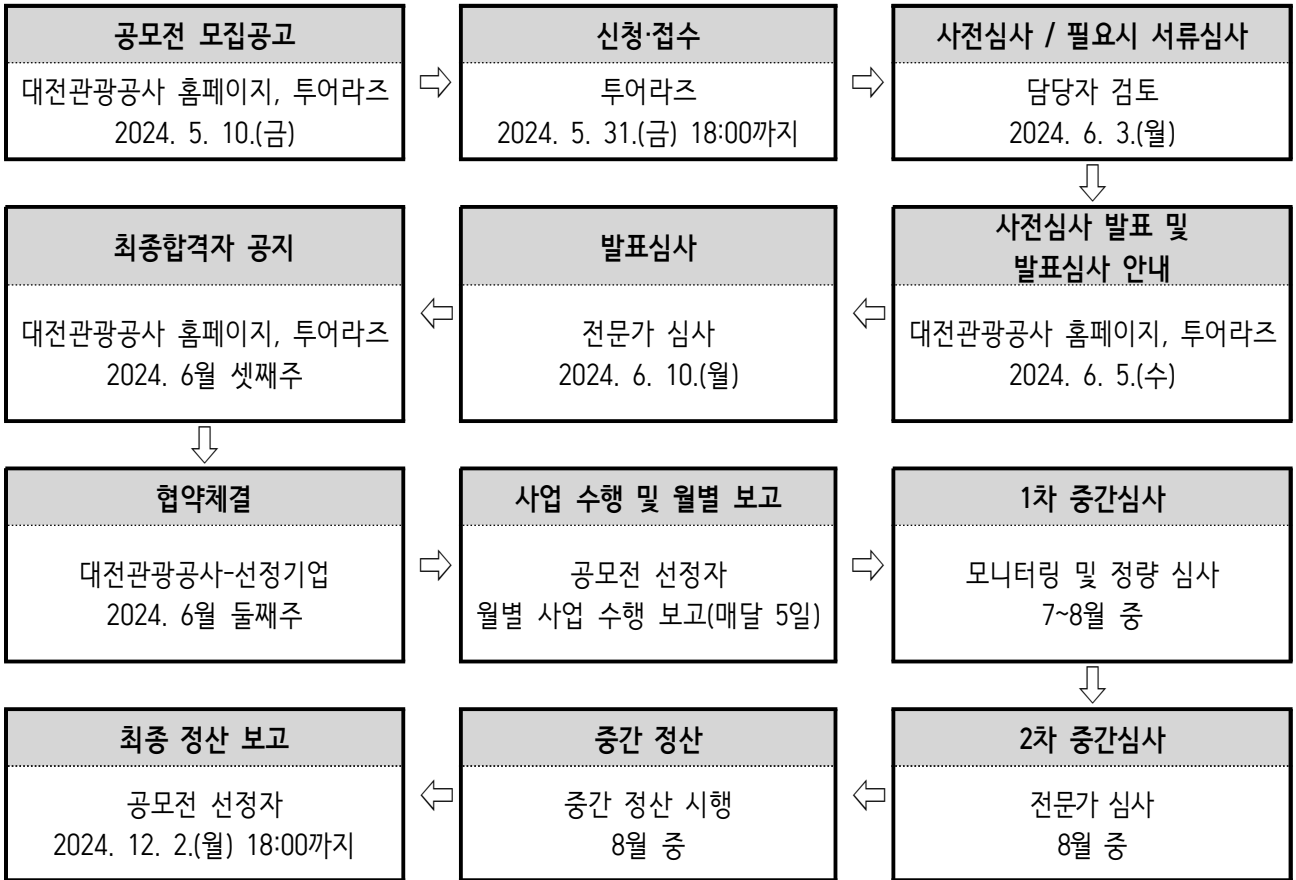 공모전 모집공고
대전관광공사 홈페이지, 투어라즈
2024. 5. 10.(금)
신청·접수
투어라즈
2024. 5. 31.(금) 18:00까지
사전심사 / 필요시 서류심사
담당자 검토
2024. 6. 3.(월)
사전심사 발표 및
발표심사 안내
대전관광공사 홈페이지, 투어라즈
2024. 6. 5.(수)
발표심사
전문가 심사
2024. 6. 10.(월)
최종합격자 공지
대전관광공사 홈페이지, 투어라즈
2024. 6월 셋째주
협약체결
대전관광공사-선정기업
2024. 6월 둘째주
사업 수행 및 월별 보고
공모전 선정자
월별 사업 수행 보고(매달 5일)
1차 중간심사
모니터링 및 정량 심사
7~8월 중
2차 중간심사
전문가 심사
8월 중
중간 정산
중간 정산 시행
8월 중
최종 정산 보고
공모전 선정자
2024. 12. 2.(월) 18:00까지